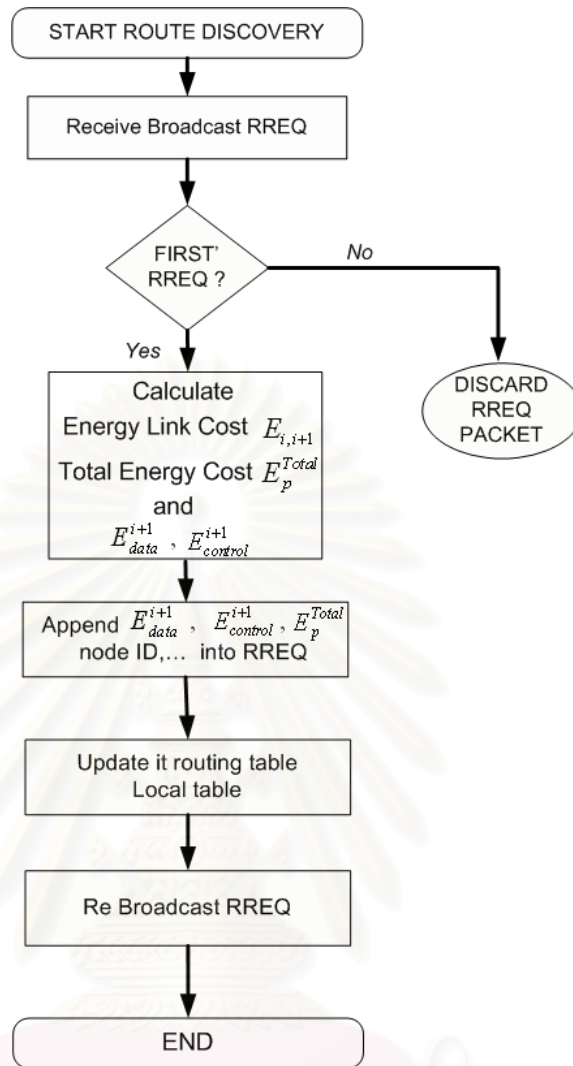 START ROUTE DISCOVERY
Receive Broadcast RREQ
FIRST'
RREQ ?
No
Yes
DISCARD
RREQ
PACKET
Calculate
Energy Link Cost E_{i,i+1}
Total Energy Cost E_p^{Total}
and
E_{data}^{i+1} , E_{control}^{i+1}
Append E_{data}^{i+1} , E_{control}^{i+1} , E_p^{Total}
node ID,... into RREQ
Update it routing table
Local table
Re Broadcast RREQ
END